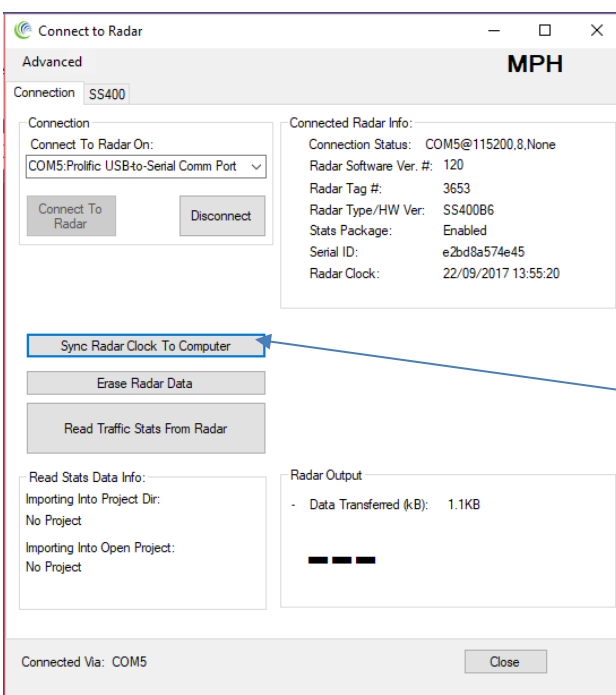 Connect to Radar
Advanced
MPH
Connection SS400
Connection
Connect To Radar On:
COM5:Prolific USB-to-Serial Comm Port
Connect To
Radar
Disconnect
Connected Radar Info:
Connection Status: COM5@115200,8,None
Radar Software Ver. #: 120
Radar Tag #: 3653
Radar Type/HW Ver: SS400B6
Stats Package: Enabled
Serial ID: e2bd8a574e45
Radar Clock: 22/09/2017 13:55:20
Sync Radar Clock To Computer
Erase Radar Data
Read Traffic Stats From Radar
Read Stats Data Info:
Importing Into Project Dir:
No Project
Importing Into Open Project:
No Project
Radar Output
- Data Transferred (kB): 1.1KB
---
Connected Via: COM5
Close